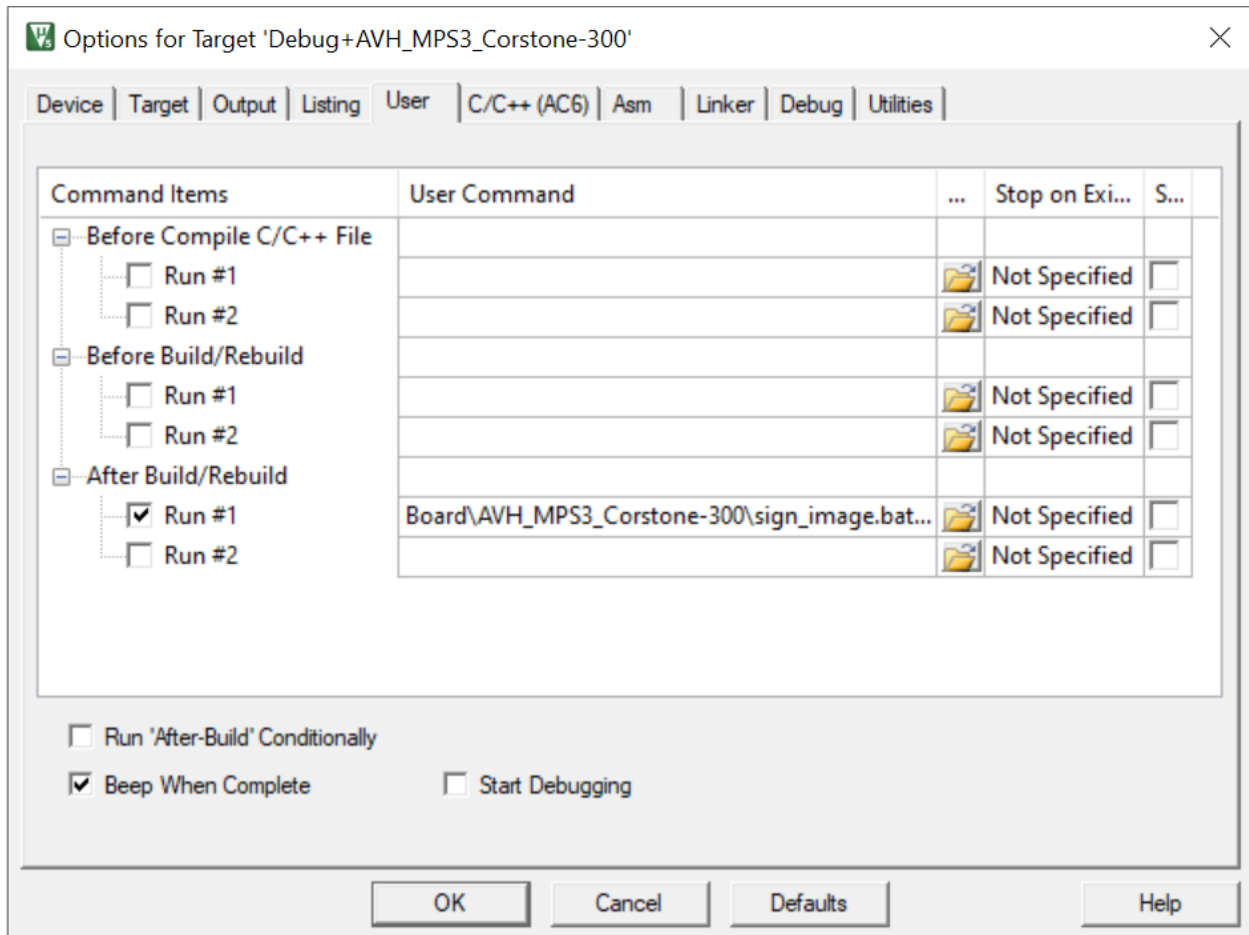 Options for Target 'Debug+AVH_MPS3_Corstone-300'
Device Target Output Listing User C/C++ (AC6) Asm Linker Debug Utilities
Command Items User Command ... Stop on Exi... S...
Before Compile C/C++ File
Run #1 Not Specified
Run #2 Not Specified
Before Build/Rebuild
Run #1 Not Specified
Run #2 Not Specified
After Build/Rebuild
Run #1 Board\AVH_MPS3_Corstone-300\sign_image.bat... Not Specified
Run #2 Not Specified
Run 'After-Build' Conditionally
Beep When Complete Start Debugging
OK Cancel Defaults Help